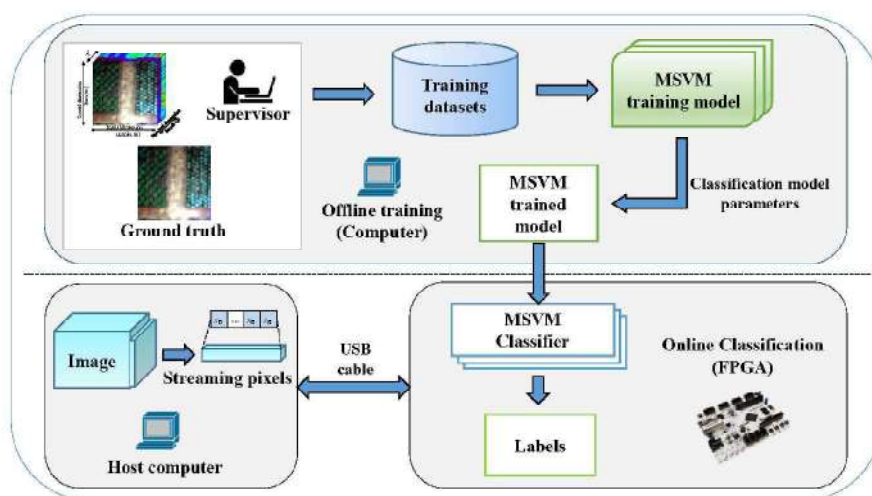 Supervisor
Ground truth
Training
datasets
MSVM
training model
Offline training
(Computer)
MSVM
trained
model
Classification model
parameters
Image
...
Streaming pixels
Host computer
USB
cable
MSVM
Classifier
Labels
Online Classification
(FPGA)